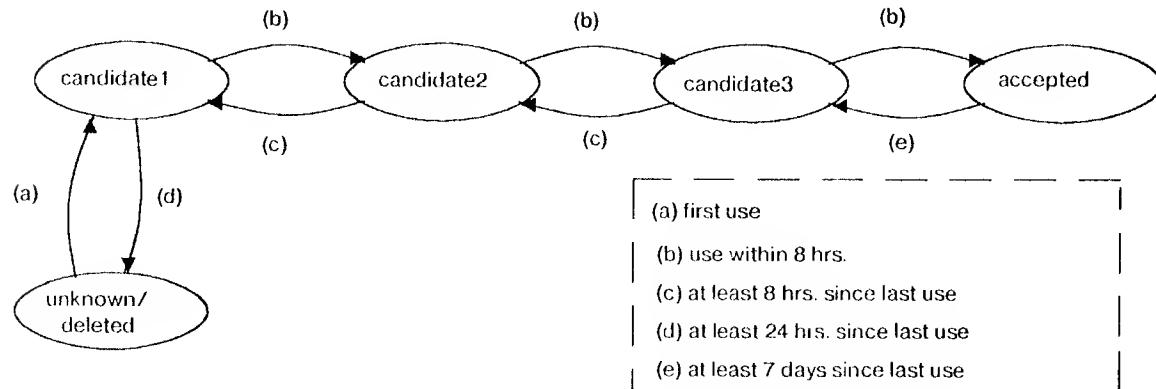 (b)
(b)
(b)
candidate1
candidate2
candidate3
accepted
(c)
(c)
(e)
(a)
(d)
unknown/
deleted
(a) first use
(b) use within 8 hrs.
(c) at least 8 hrs. since last use
(d) at least 24 hrs. since last use
(e) at least 7 days since last use